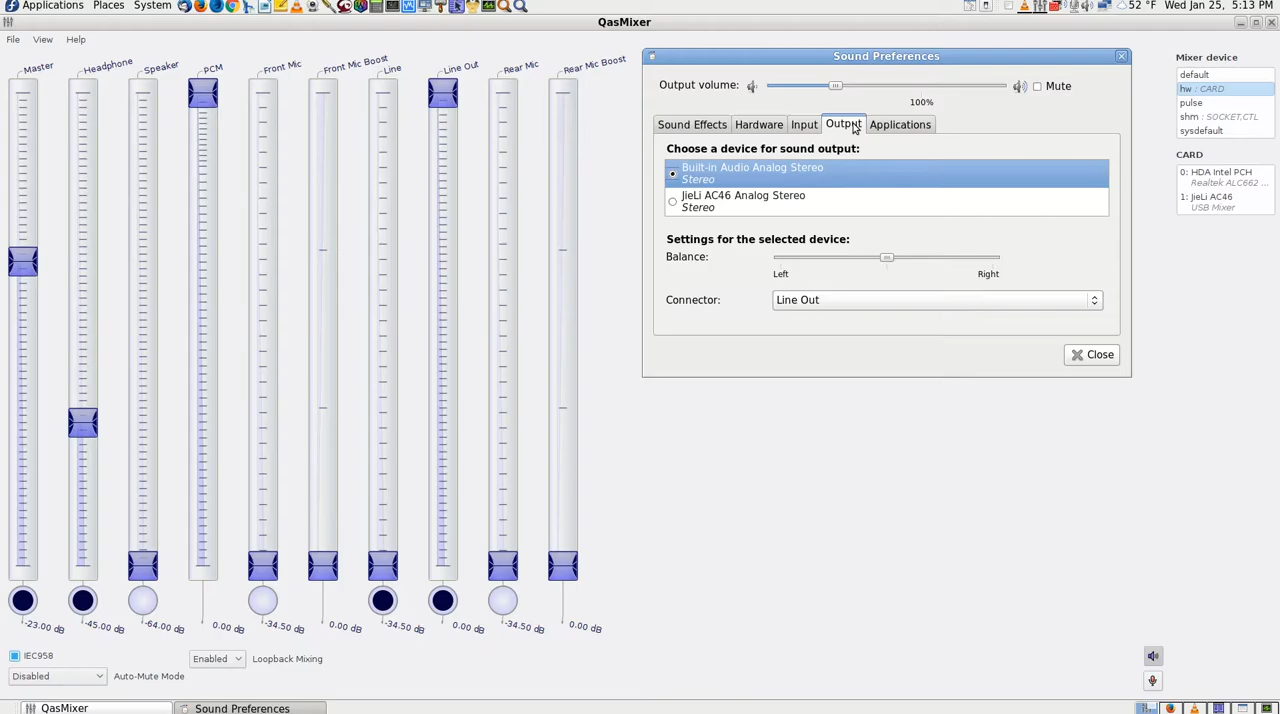 Applications Places System
52 °F Wed Jan 25, 5:13 PM
QasMixer
File View Help
Master
Headphone
Speaker
PCM
Front Mic
Front Mic Boost
Line
Line Out
Rear Mic
Rear Mic Boost
-23.00 dB
-45.00 dB
-64.00 dB
0.00 dB
-34.50 dB
0.00 dB
-34.50 dB
0.00 dB
-34.50 dB
0.00 dB
IEC958
Enabled Loopback Mixing
Disabled Auto-Mute Mode
Sound Preferences
Output volume: Mute
100%
Sound Effects Hardware Input Output Applications
Choose a device for sound output:
Built-in Audio Analog Stereo
Stereo
JieLi AC46 Analog Stereo
Stereo
Settings for the selected device:
Balance:
Left Right
Connector: Line Out
Close
Mixer device
default
hw : CARD
pulse
shm : SOCKET,CTL
sysdefault
CARD
0: HDA Intel PCH
Realtek ALC662 ...
1: JieLi AC46
USB Mixer
QasMixer Sound Preferences